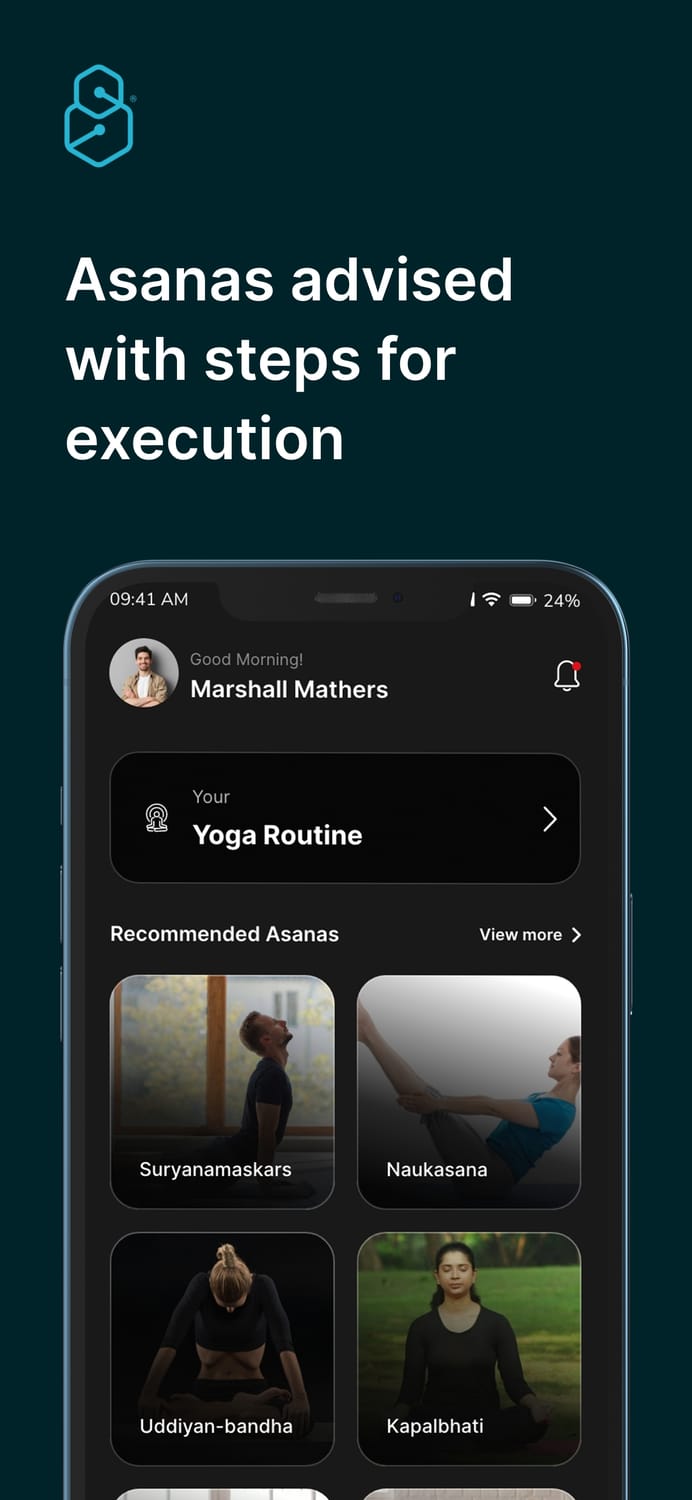 ®
Asanas advised
with steps for
execution
09:41 AM
24%
Good Morning!
Marshall Mathers
Your
Yoga Routine
Recommended Asanas
View more
Suryanamaskars
Naukasana
Uddiyan-bandha
Kapalbhati